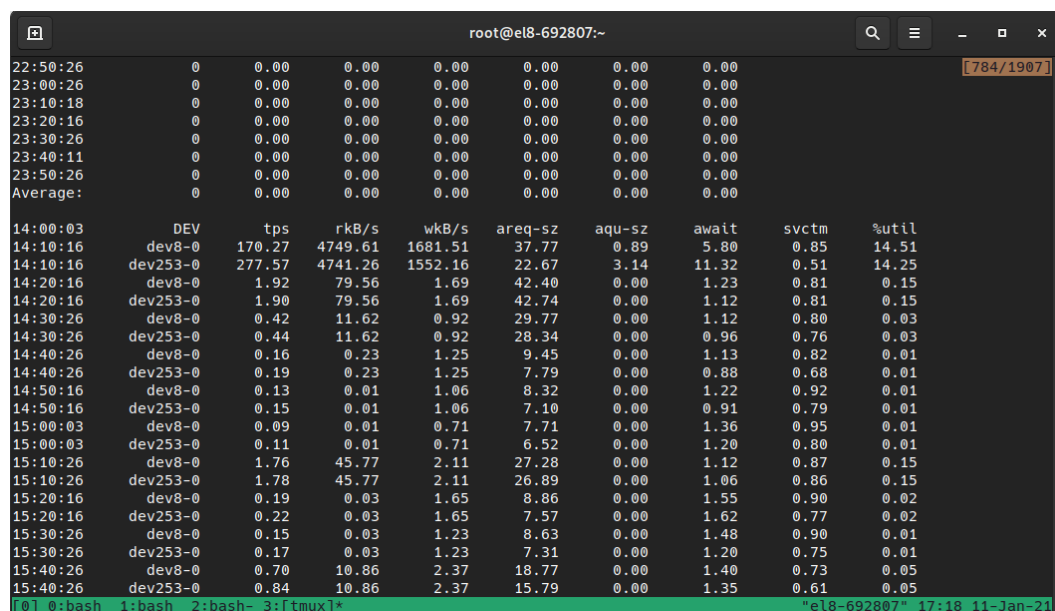 root@el8-692807:~
22:50:26 0 0.00 0.00 0.00 0.00 0.00 0.00 [784/1907]
23:00:26 0 0.00 0.00 0.00 0.00 0.00 0.00
23:10:18 0 0.00 0.00 0.00 0.00 0.00 0.00
23:20:16 0 0.00 0.00 0.00 0.00 0.00 0.00
23:30:26 0 0.00 0.00 0.00 0.00 0.00 0.00
23:40:11 0 0.00 0.00 0.00 0.00 0.00 0.00
23:50:26 0 0.00 0.00 0.00 0.00 0.00 0.00
Average: 0 0.00 0.00 0.00 0.00 0.00 0.00
14:00:03 DEV tps rkB/s wkB/s areq-sz aqu-sz await svctm %util
14:10:16 dev8-0 170.27 4749.61 1681.51 37.77 0.89 5.80 0.85 14.51
14:10:16 dev253-0 277.57 4741.26 1552.16 22.67 3.14 11.32 0.51 14.25
14:20:16 dev8-0 1.92 79.56 1.69 42.40 0.00 1.23 0.81 0.15
14:20:16 dev253-0 1.90 79.56 1.69 42.74 0.00 1.12 0.81 0.15
14:30:26 dev8-0 0.42 11.62 0.92 29.77 0.00 1.12 0.80 0.03
14:30:26 dev253-0 0.44 11.62 0.92 28.34 0.00 0.96 0.76 0.03
14:40:26 dev8-0 0.16 0.23 1.25 9.45 0.00 1.13 0.82 0.01
14:40:26 dev253-0 0.19 0.23 1.25 7.79 0.00 0.88 0.68 0.01
14:50:16 dev8-0 0.13 0.01 1.06 8.32 0.00 1.22 0.92 0.01
14:50:16 dev253-0 0.15 0.01 1.06 7.10 0.00 0.91 0.79 0.01
15:00:03 dev8-0 0.09 0.01 0.71 7.71 0.00 1.36 0.95 0.01
15:00:03 dev253-0 0.11 0.01 0.71 6.52 0.00 1.20 0.80 0.01
15:10:26 dev8-0 1.76 45.77 2.11 27.28 0.00 1.12 0.87 0.15
15:10:26 dev253-0 1.78 45.77 2.11 26.89 0.00 1.06 0.86 0.15
15:20:16 dev8-0 0.19 0.03 1.65 8.86 0.00 1.55 0.90 0.02
15:20:16 dev253-0 0.22 0.03 1.65 7.57 0.00 1.62 0.77 0.02
15:30:26 dev8-0 0.15 0.03 1.23 8.63 0.00 1.48 0.90 0.01
15:30:26 dev253-0 0.17 0.03 1.23 7.31 0.00 1.20 0.75 0.01
15:40:26 dev8-0 0.70 10.86 2.37 18.77 0.00 1.40 0.73 0.05
15:40:26 dev253-0 0.84 10.86 2.37 15.79 0.00 1.35 0.61 0.05
[0] 0:bash 1:bash 2:bash- 3:[tmux]* "el8-692807" 17:18 11-Jan-21